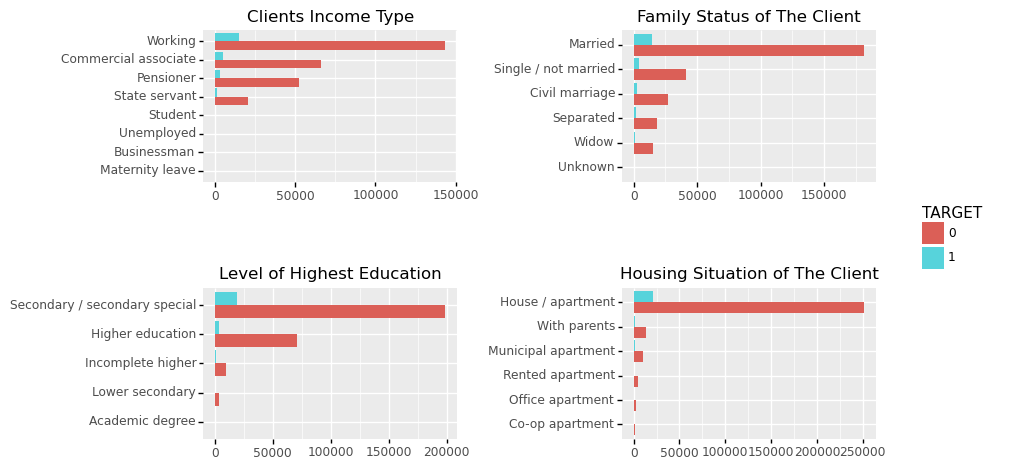 Clients Income Type
Working
Commercial associate
Pensioner
State servant
Student
Unemployed
Businessman
Maternity leave
0 50000 100000 150000
Family Status of The Client
Married
Single / not married
Civil marriage
Separated
Widow
Unknown
0 50000 100000 150000
Level of Highest Education
Secondary / secondary special
Higher education
Incomplete higher
Lower secondary
Academic degree
0 50000 100000 150000 200000
Housing Situation of The Client
House / apartment
With parents
Municipal apartment
Rented apartment
Office apartment
Co-op apartment
0 50000 100000 150000 200000 250000
TARGET
0
1